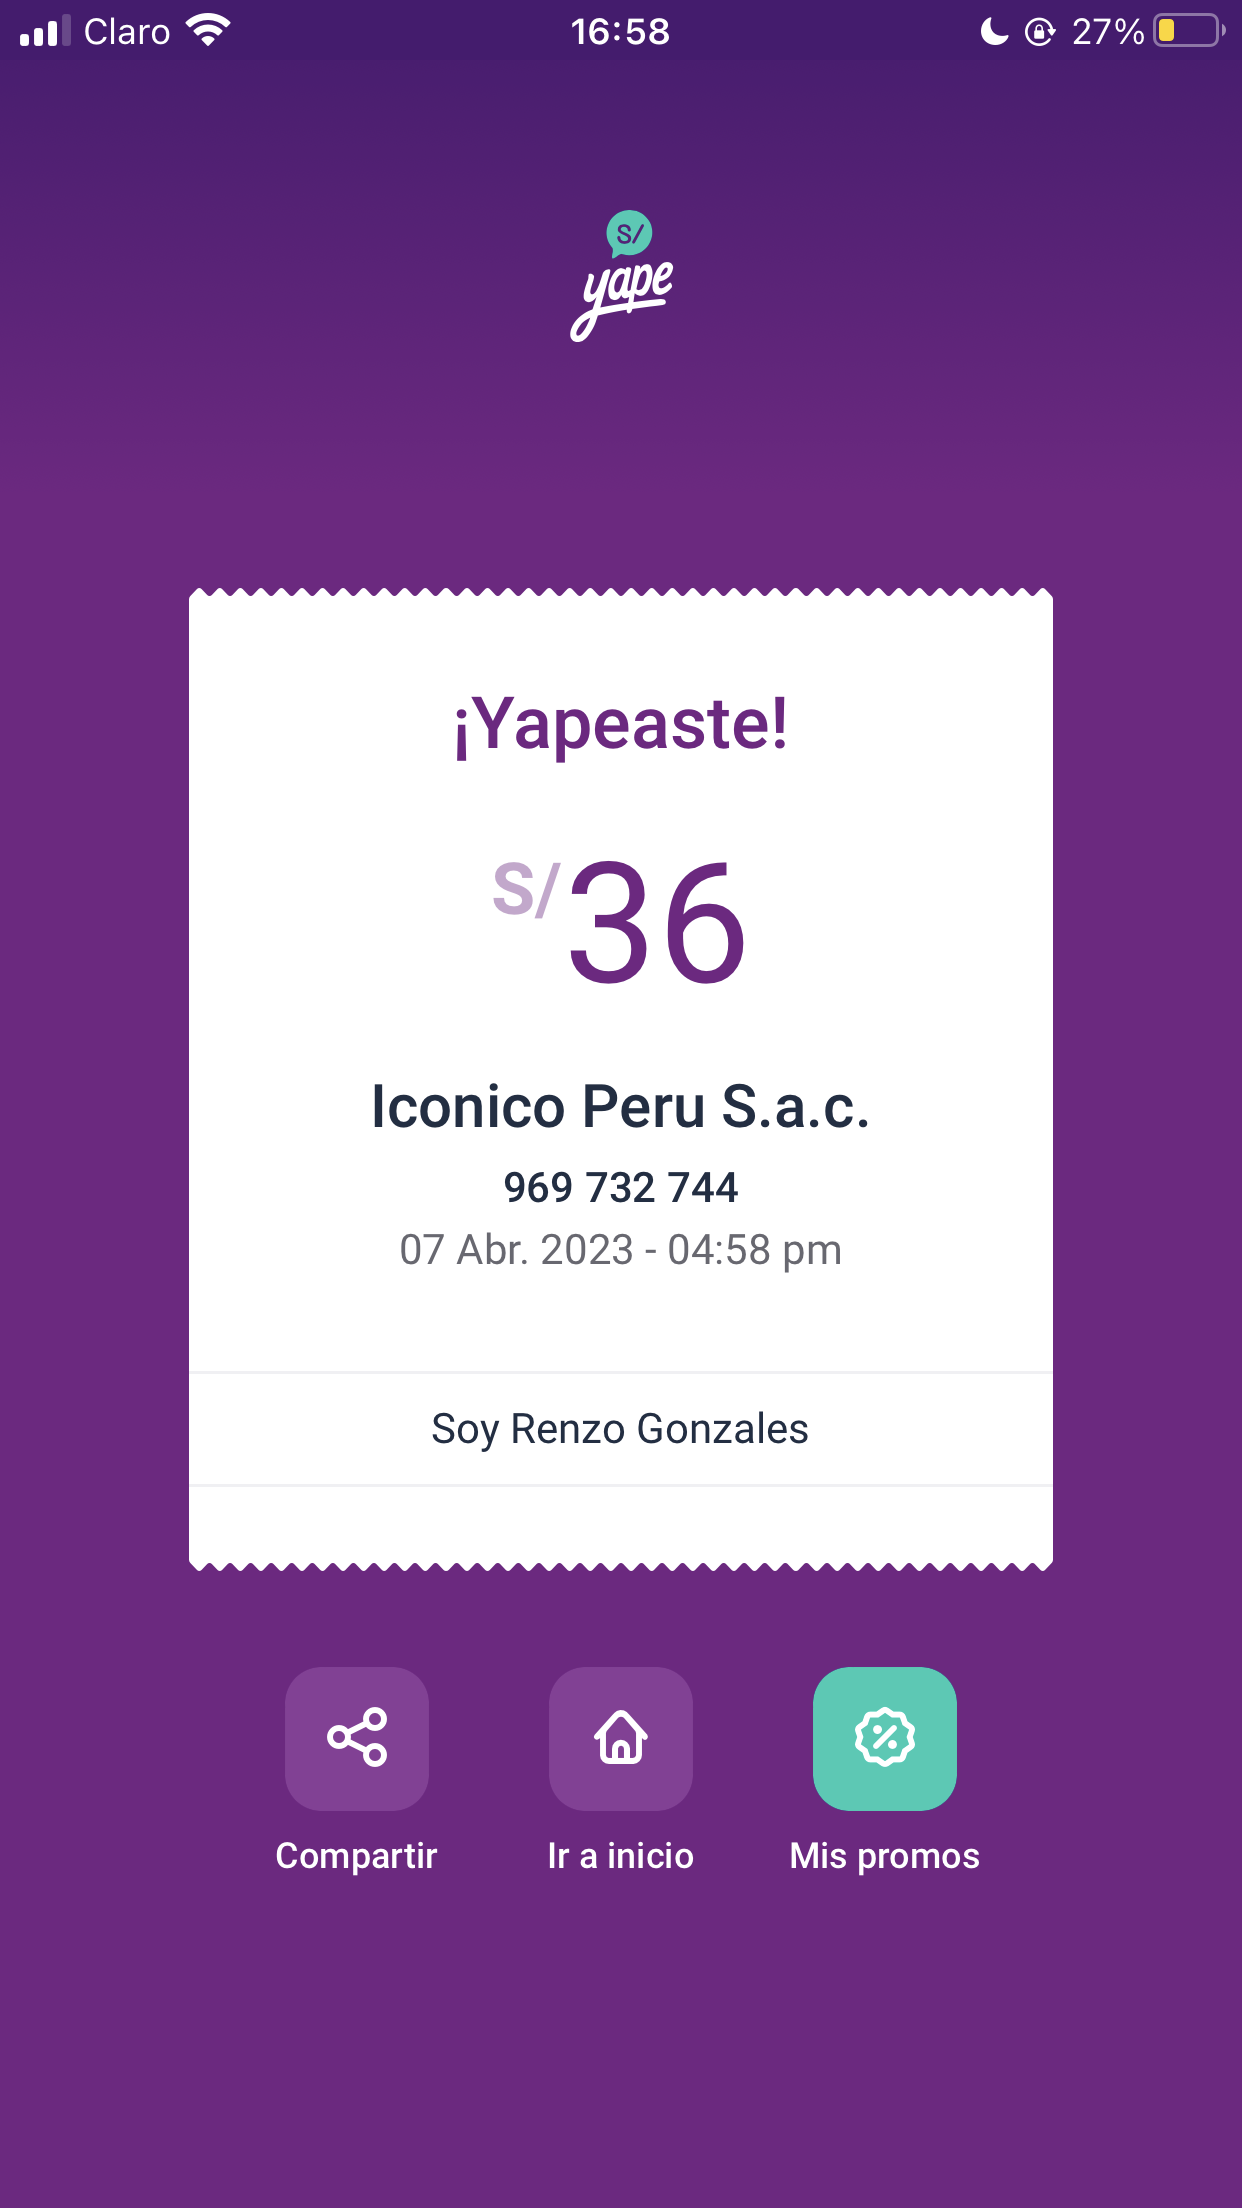 Claro
16:58
27%
S/
yape
¡Yapeaste!
S/36
Iconico Peru S.a.c.
969 732 744
07 Abr. 2023 - 04:58 pm
Soy Renzo Gonzales
Compartir
Ir a inicio
Mis promos